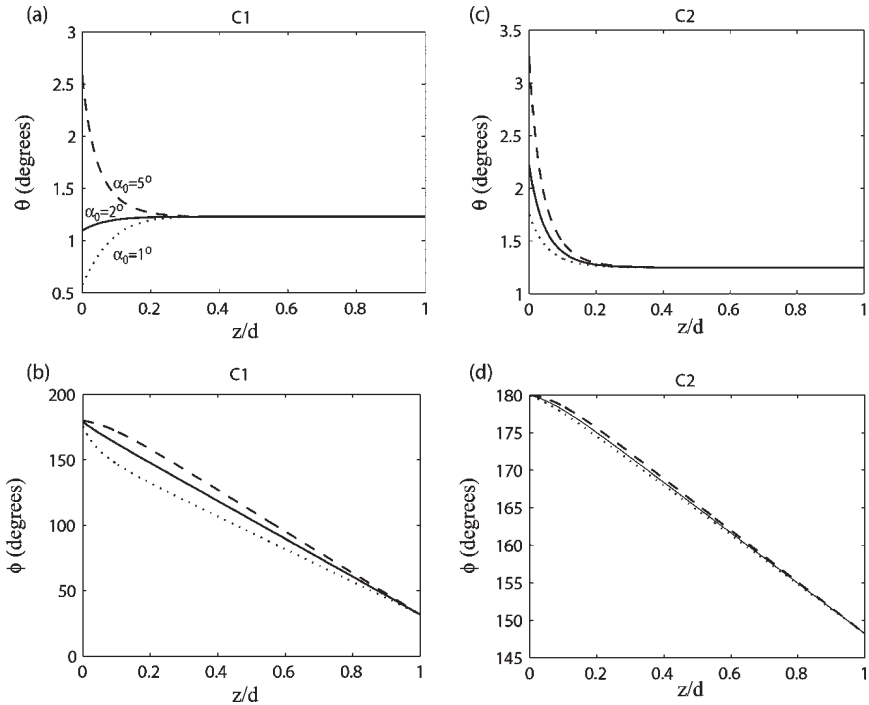 (a)
C1
3
2.5
2
1.5
1
0.5
θ (degrees)
α₀=5°
α₀=2°
α₀=1°
0
0.2
0.4
0.6
0.8
1
z/d
(c)
C2
3.5
3
2.5
2
1.5
1
θ (degrees)
0
0.2
0.4
0.6
0.8
1
z/d
(b)
C1
200
150
100
50
0
ϕ (degrees)
0
0.2
0.4
0.6
0.8
1
z/d
(d)
C2
180
175
170
165
160
155
150
145
ϕ (degrees)
0
0.2
0.4
0.6
0.8
1
z/d